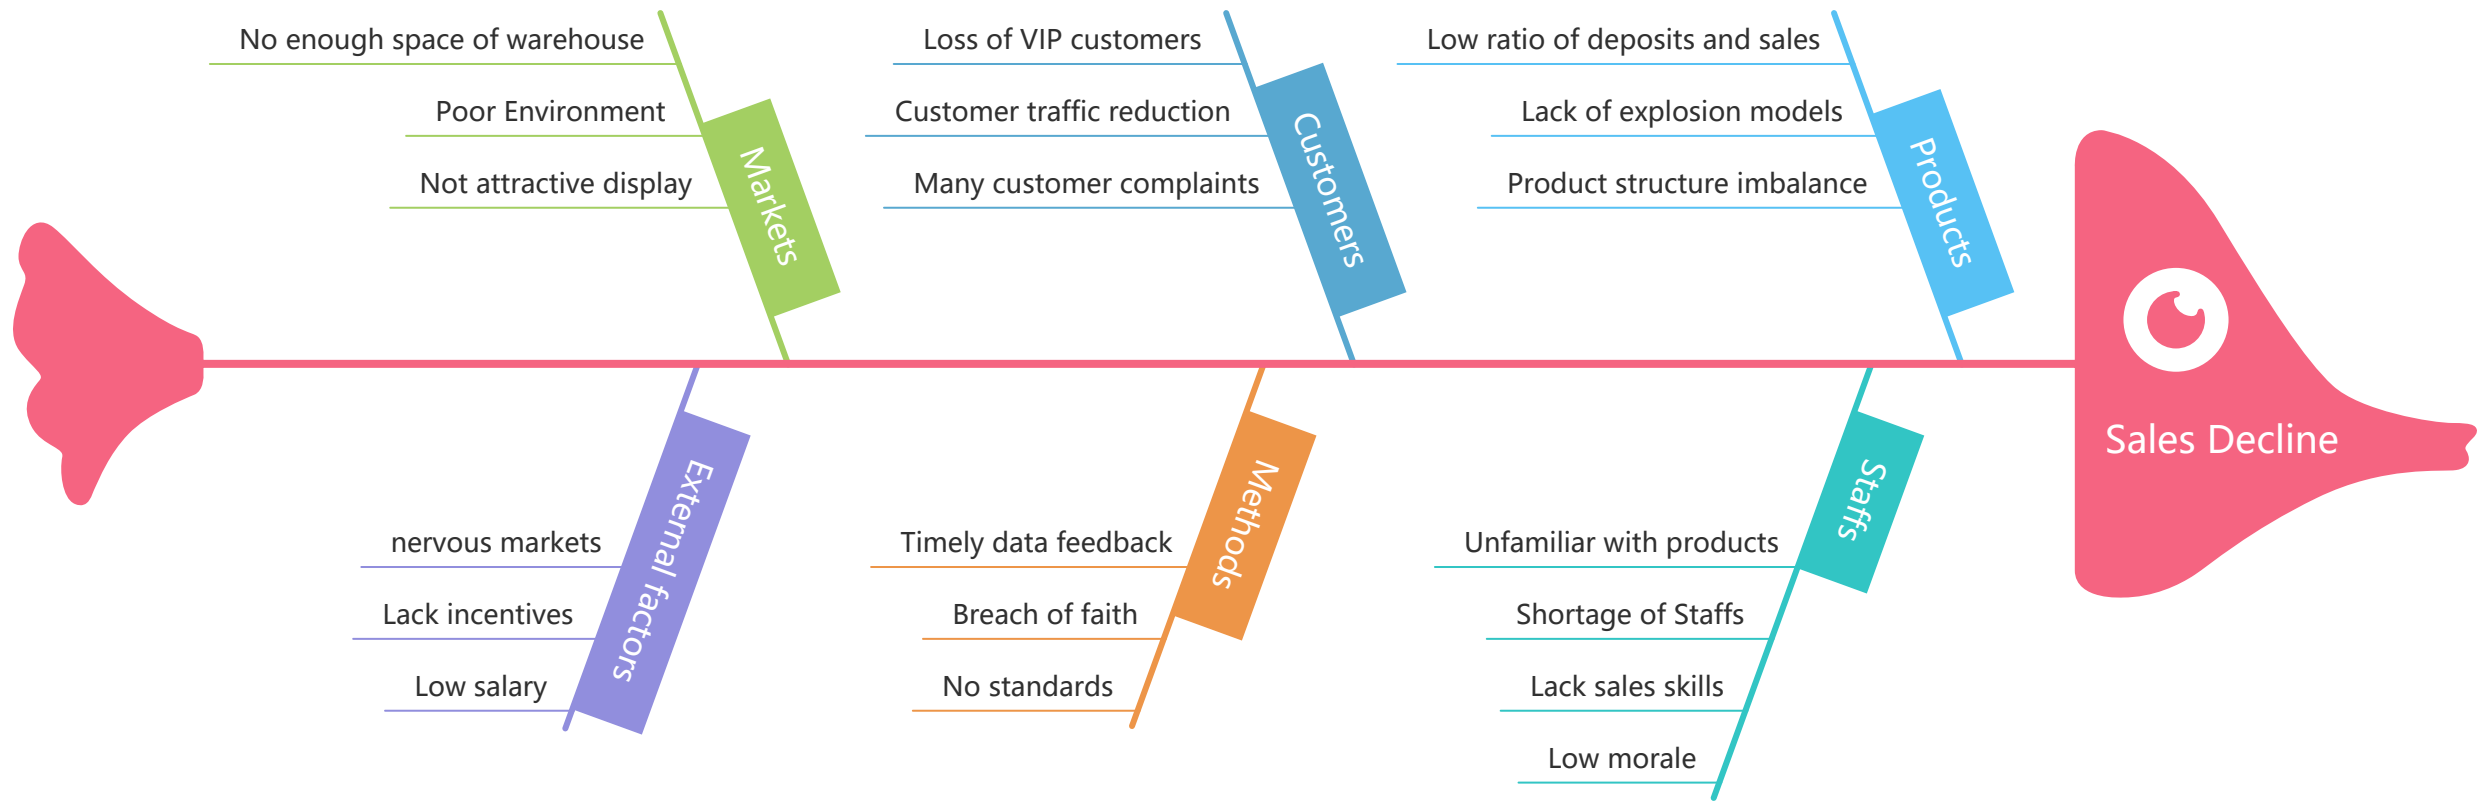 No enough space of warehouse
Poor Environment
Not attractive display
Markets
Loss of VIP customers
Customer traffic reduction
Many customer complaints
Customers
Low ratio of deposits and sales
Lack of explosion models
Product structure imbalance
Products
Sales Decline
External factors
nervous markets
Lack incentives
Low salary
Methods
Timely data feedback
Breach of faith
No standards
Staffs
Unfamiliar with products
Shortage of Staffs
Lack sales skills
Low morale